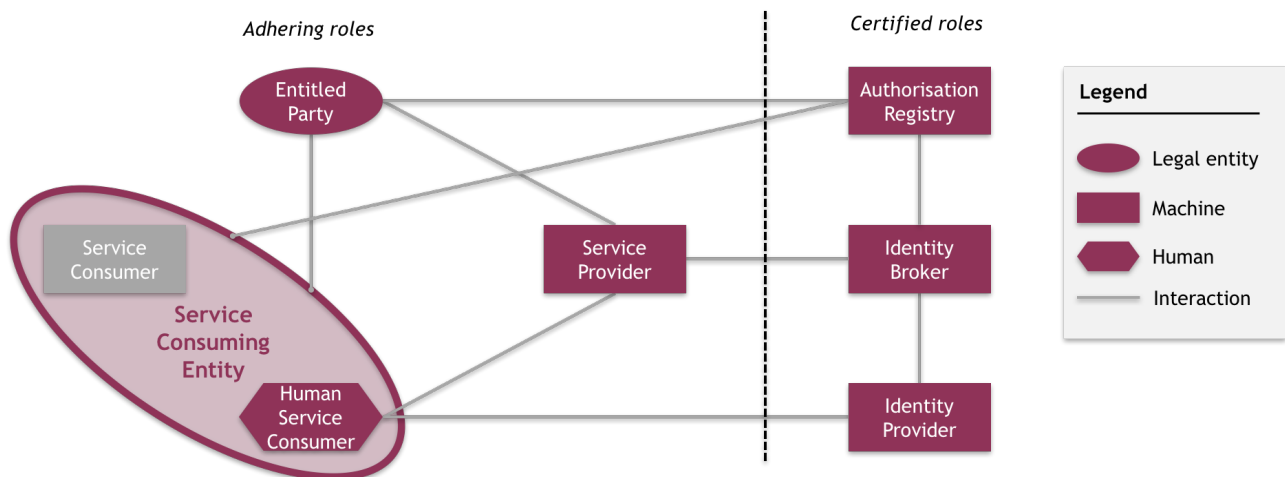 Adhering roles
Certified roles
Entitled
Party
Authorisation
Registry
Service
Consumer
Service
Provider
Identity
Broker
Service
Consuming
Entity
Human
Service
Consumer
Identity
Provider
Legend
Legal entity
Machine
Human
Interaction